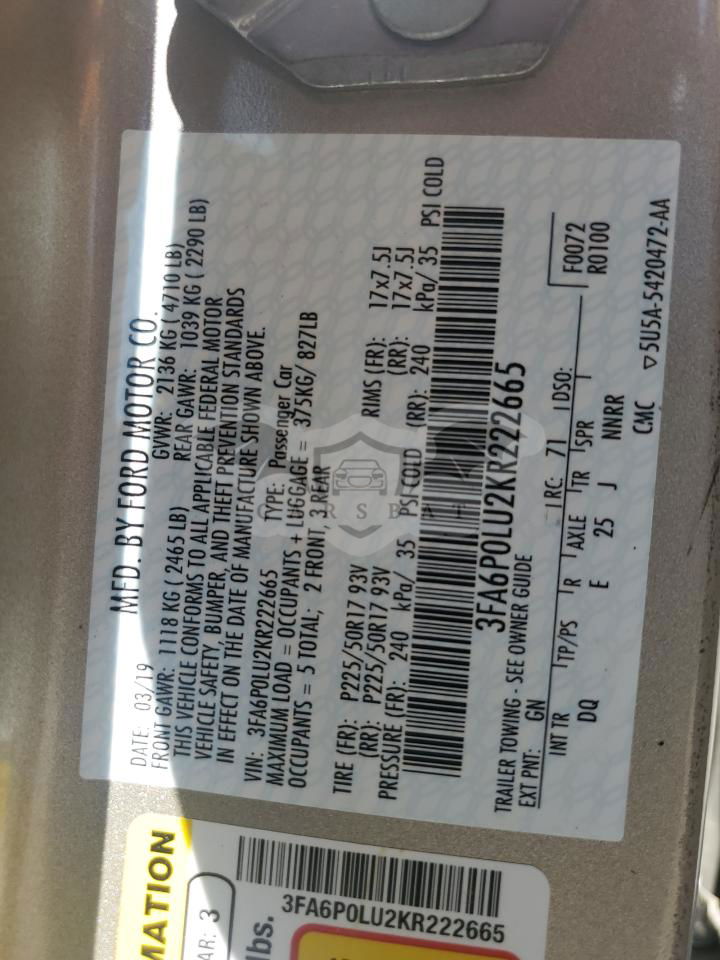 MFD. BY FORD MOTOR CO.
DATE: 03/19 GVWR: 2136 KG ( 4710 LB)
FRONT GAWR: 1118 KG ( 2465 LB) REAR GAWR: 1039 KG ( 2290 LB)
THIS VEHICLE CONFORMS TO ALL APPLICABLE FEDERAL MOTOR
VEHICLE SAFETY, BUMPER, AND THEFT PREVENTION STANDARDS
IN EFFECT ON THE DATE OF MANUFACTURE SHOWN ABOVE.
VIN: 3FA6P0LU2KR222665 TYPE: Passenger Car
MAXIMUM LOAD = OCCUPANTS + LUGGAGE = 375KG/ 827LB
OCCUPANTS = 5 TOTAL; 2 FRONT, 3 REAR
TIRE (FR): P225/50R17 93V RIMS (FR): 17x7.5J
(RR): P225/50R17 93V (RR): 17x7.5J
PRESSURE (FR): 240 kPa/ 35 PSI COLD (RR): 240 kPa/ 35 PSI COLD
3FA6P0LU2KR222665
TRAILER TOWING - SEE OWNER GUIDE
EXT PNT: GN RC: 71 DSO: F0072
R0100
INT TR TP/PS R AXLE TR SPR
DQ E 25 J NNRR
CMC ▽ 5U5A-5420472-AA
CARSBAT
MATION
AR: 3
lbs.
3FA6P0LU2KR222665